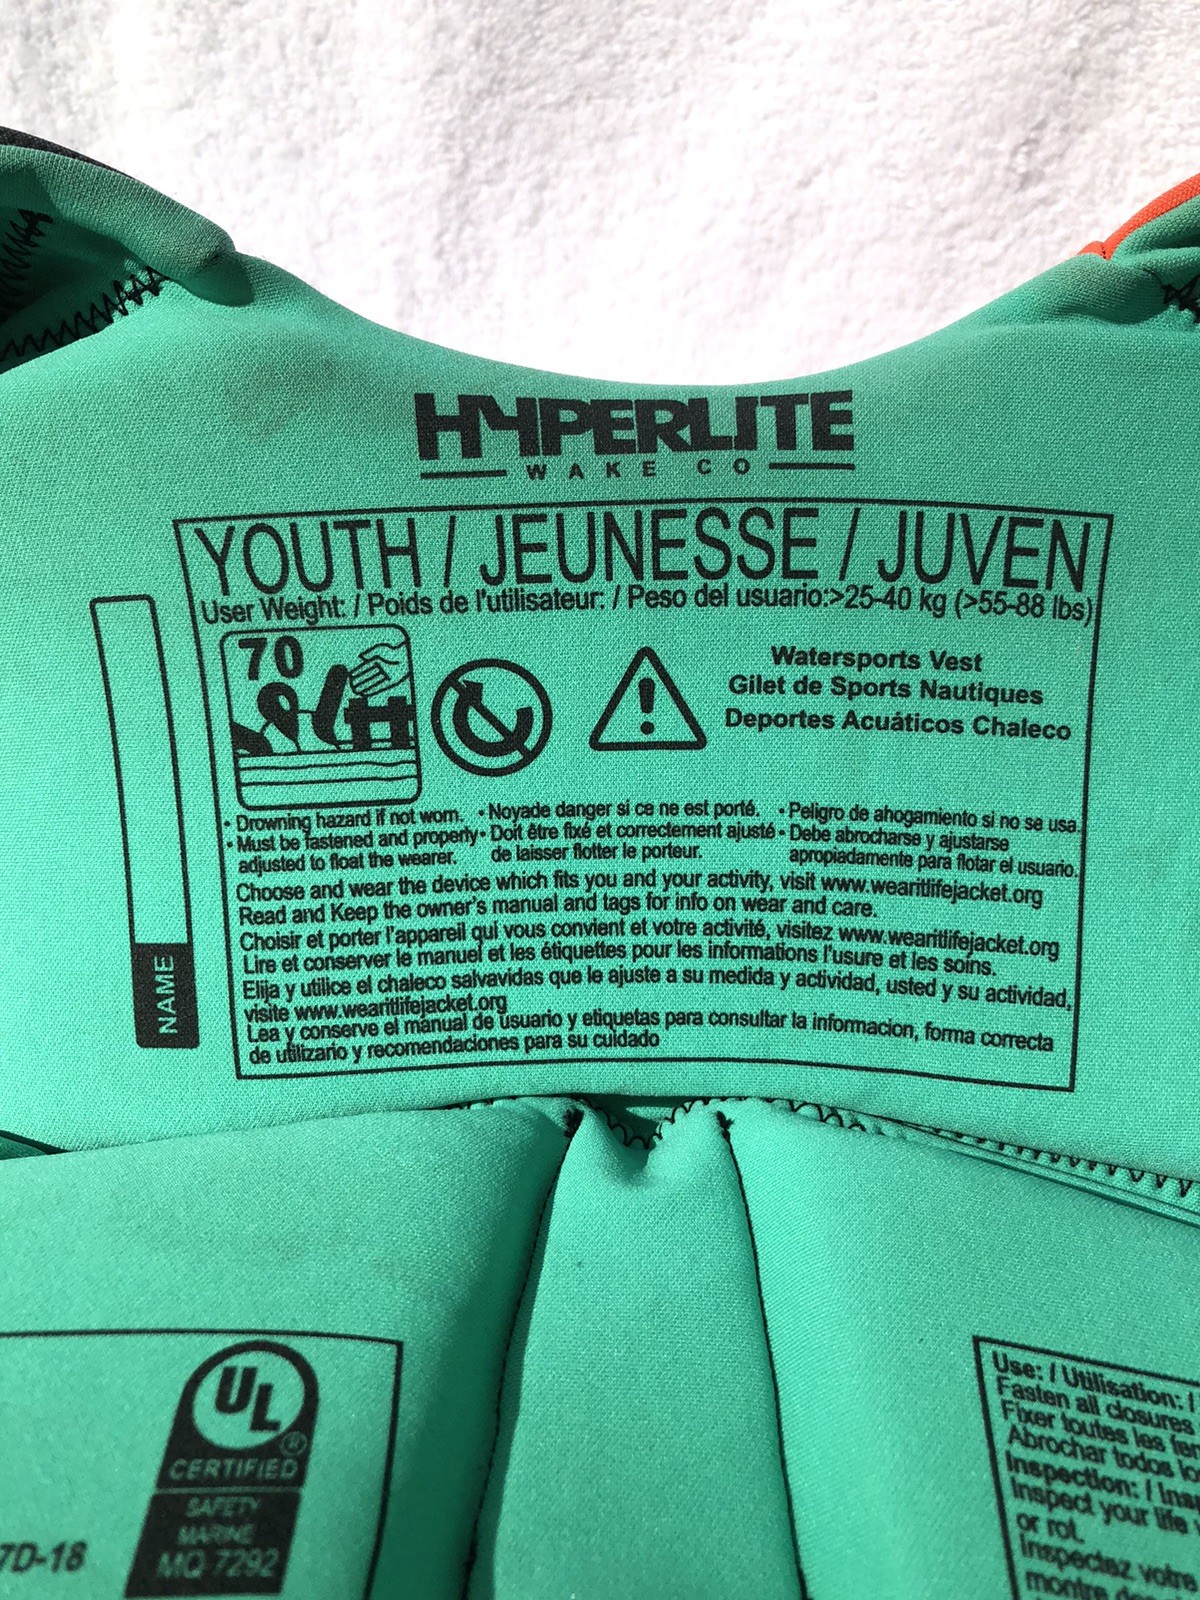 HYPERLITE
WAKE CO
YOUTH / JEUNESSE / JUVEN
User Weight: / Poids de l'utilisateur: / Peso del usuario:>25-40 kg (>55-88 lbs)
70
Watersports Vest
Gilet de Sports Nautiques
Deportes Acuáticos Chaleco
• Drowning hazard if not worn.
• Must be fastened and properly
adjusted to float the wearer.
• Noyade danger si ce ne est porté.
• Doit être fixé et correctement ajusté
de laisser flotter le porteur.
• Peligro de ahogamiento si no se usa.
• Debe abrocharse y ajustarse
apropiadamente para flotar el usuario.
Choose and wear the device which fits you and your activity, visit www.wearitlifejacket.org
Read and Keep the owner's manual and tags for info on wear and care.
Choisir et porter l'appareil qui vous convient et votre activité, visitez www.wearitlifejacket.org
Lire et conserver le manuel et les étiquettes pour les informations l'usure et les soins.
Elija y utilice el chaleco salvavidas que le ajuste a su medida y actividad, usted y su actividad,
visite www.wearitlifejacket.org
Lea y conserve el mánual de usuario y etiquetas para consultar la informacion, forma correcta
de utilizario y recomendaciones para su cuidado
NAME
UL
®
CERTIFIED
SAFETY
MARINE
MQ 7292
7D-18
Use: / Utilisation: /
Fasten all closures
Fixer toutes les
Abrochar todos
Inspection: /
Inspect your life
or rot.
Inspectez votre
montre